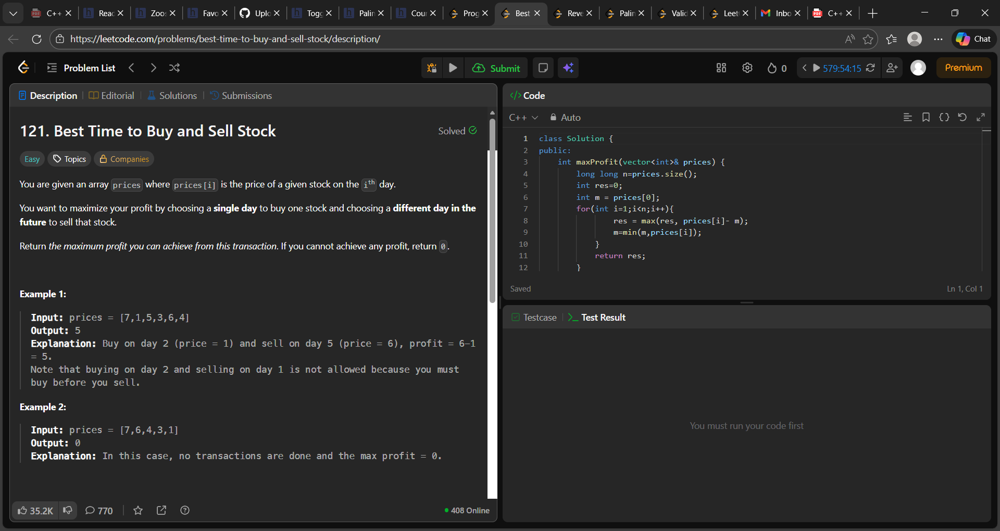 C++
Reac
Zoos
Favo
Uplo
Togg
Palin
Cour
Prog
Best
Reve
Palin
Valid
Leet
Inbo
C++
https://leetcode.com/problems/best-time-to-buy-and-sell-stock/description/
Chat
Problem List
Submit
0
579:54:15
Premium
Description
Editorial
Solutions
Submissions
121. Best Time to Buy and Sell Stock
Solved
Easy
Topics
Companies
You are given an array prices where prices[i] is the price of a given stock on the ith day.
You want to maximize your profit by choosing a single day to buy one stock and choosing a different day in the
future to sell that stock.
Return the maximum profit you can achieve from this transaction. If you cannot achieve any profit, return 0.
Example 1:
Input: prices = [7,1,5,3,6,4]
Output: 5
Explanation: Buy on day 2 (price = 1) and sell on day 5 (price = 6), profit = 6-1
= 5.
Note that buying on day 2 and selling on day 1 is not allowed because you must
buy before you sell.
Example 2:
Input: prices = [7,6,4,3,1]
Output: 0
Explanation: In this case, no transactions are done and the max profit = 0.
35.2K
770
408 Online
</> Code
C++
Auto
1 class Solution {
2 public:
3 int maxProfit(vector<int>& prices) {
4 long long n=prices.size();
5 int res=0;
6 int m = prices[0];
7 for(int i=1;i<n;i++){
8 res = max(res, prices[i]- m);
9 m=min(m,prices[i]);
10 }
11 return res;
12 }
Saved
Ln 1, Col 1
Testcase
Test Result
You must run your code first